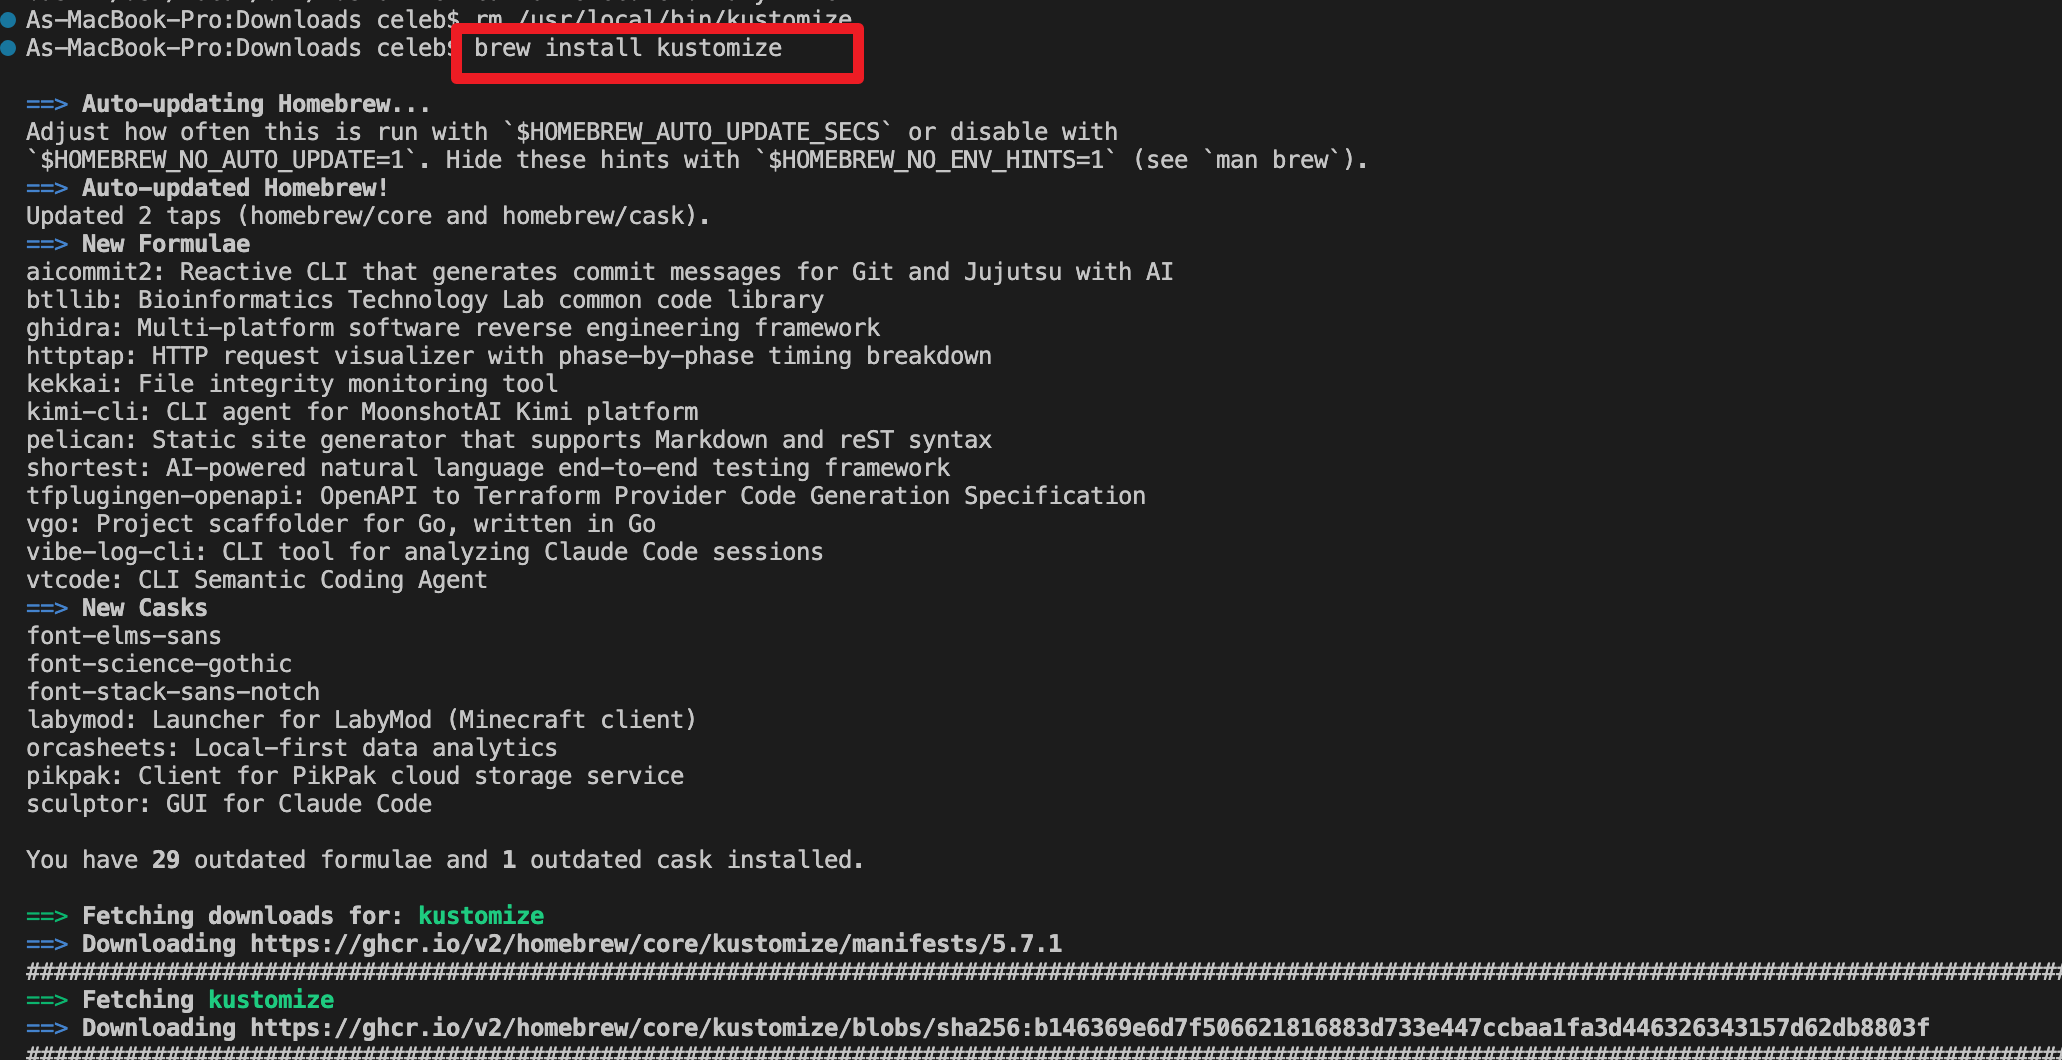 As-MacBook-Pro:Downloads celeb$ rm /usr/local/bin/kustomize
As-MacBook-Pro:Downloads celeb$ brew install kustomize
==> Auto-updating Homebrew...
Adjust how often this is run with `$HOMEBREW_AUTO_UPDATE_SECS` or disable with
`$HOMEBREW_NO_AUTO_UPDATE=1`. Hide these hints with `$HOMEBREW_NO_ENV_HINTS=1` (see `man brew`).
==> Auto-updated Homebrew!
Updated 2 taps (homebrew/core and homebrew/cask).
==> New Formulae
aicommit2: Reactive CLI that generates commit messages for Git and Jujutsu with AI
btllib: Bioinformatics Technology Lab common code library
ghidra: Multi-platform software reverse engineering framework
httptap: HTTP request visualizer with phase-by-phase timing breakdown
kekkai: File integrity monitoring tool
kimi-cli: CLI agent for MoonshotAI Kimi platform
pelican: Static site generator that supports Markdown and reST syntax
shortest: AI-powered natural language end-to-end testing framework
tfplugingen-openapi: OpenAPI to Terraform Provider Code Generation Specification
vgo: Project scaffolder for Go, written in Go
vibe-log-cli: CLI tool for analyzing Claude Code sessions
vtcode: CLI Semantic Coding Agent
==> New Casks
font-elms-sans
font-science-gothic
font-stack-sans-notch
labymod: Launcher for LabyMod (Minecraft client)
orcasheets: Local-first data analytics
pikpak: Client for PikPak cloud storage service
sculptor: GUI for Claude Code
You have 29 outdated formulae and 1 outdated cask installed.
==> Fetching downloads for: kustomize
==> Downloading https://ghcr.io/v2/homebrew/core/kustomize/manifests/5.7.1
##################################################################################################################################################
==> Fetching kustomize
==> Downloading https://ghcr.io/v2/homebrew/core/kustomize/blobs/sha256:b146369e6d7f506621816883d733e447ccbaa1fa3d446326343157d62db8803f
##################################################################################################################################################